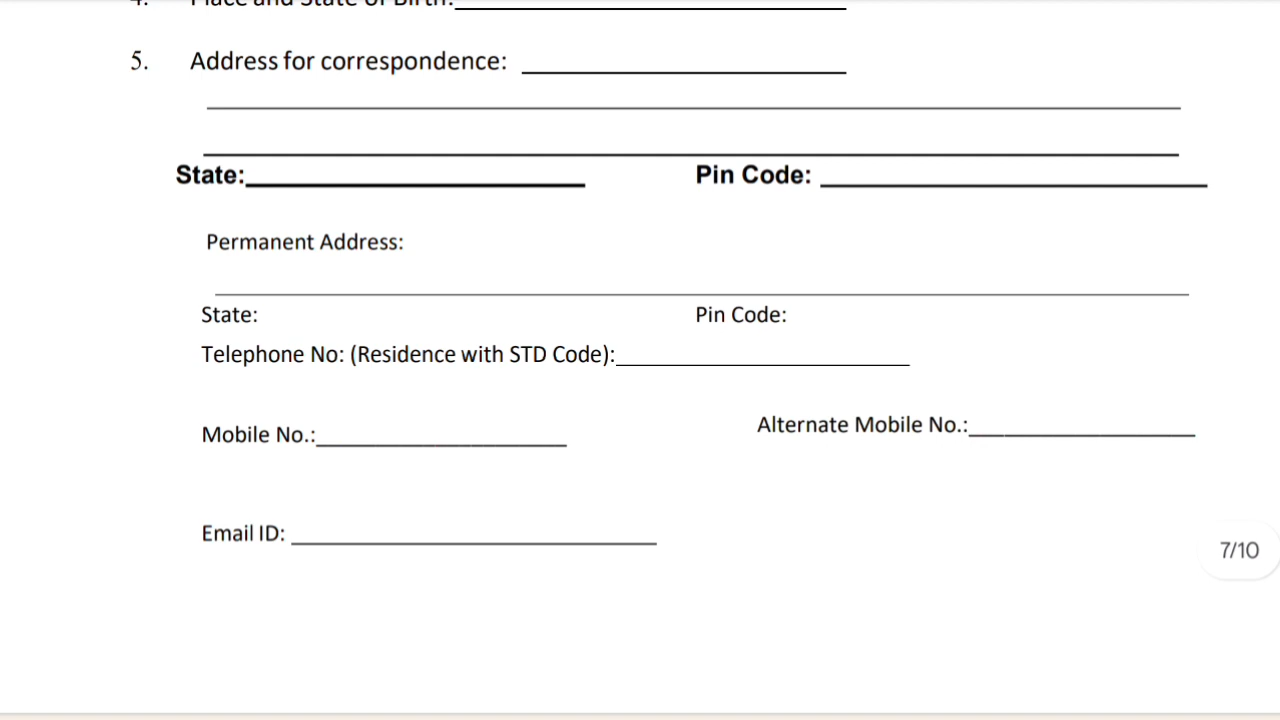 4. Place and State of Birth:
5. Address for correspondence:
State: Pin Code:
Permanent Address:
State: Pin Code:
Telephone No: (Residence with STD Code):
Mobile No.: Alternate Mobile No.:
Email ID:
7/10